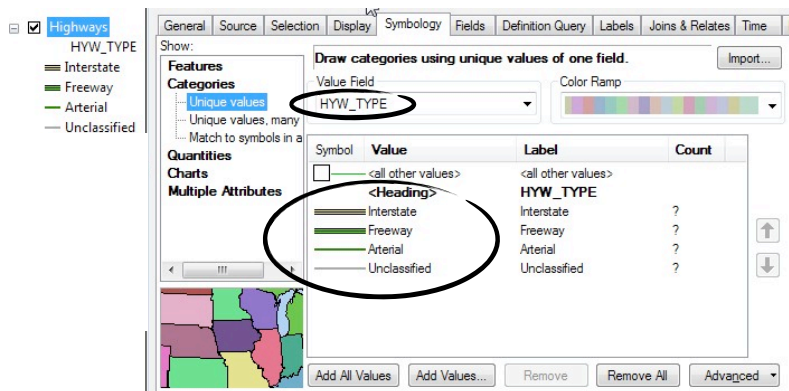 Highways
HYW_TYPE
Interstate
Freeway
Arterial
Unclassified
General Source Selection Display Symbology Fields Definition Query Labels Joins & Relates Time
Show:
Features
Categories
Unique values
Unique values, many
Match to symbols in a
Quantities
Charts
Multiple Attributes
Draw categories using unique values of one field.
Import...
Value Field
HYW_TYPE
Color Ramp
Symbol Value Label Count
<all other values> <all other values>
<Heading> HYW_TYPE
Interstate Interstate ?
Freeway Freeway ?
Arterial Arterial ?
Unclassified Unclassified ?
Add All Values Add Values... Remove Remove All Advanced